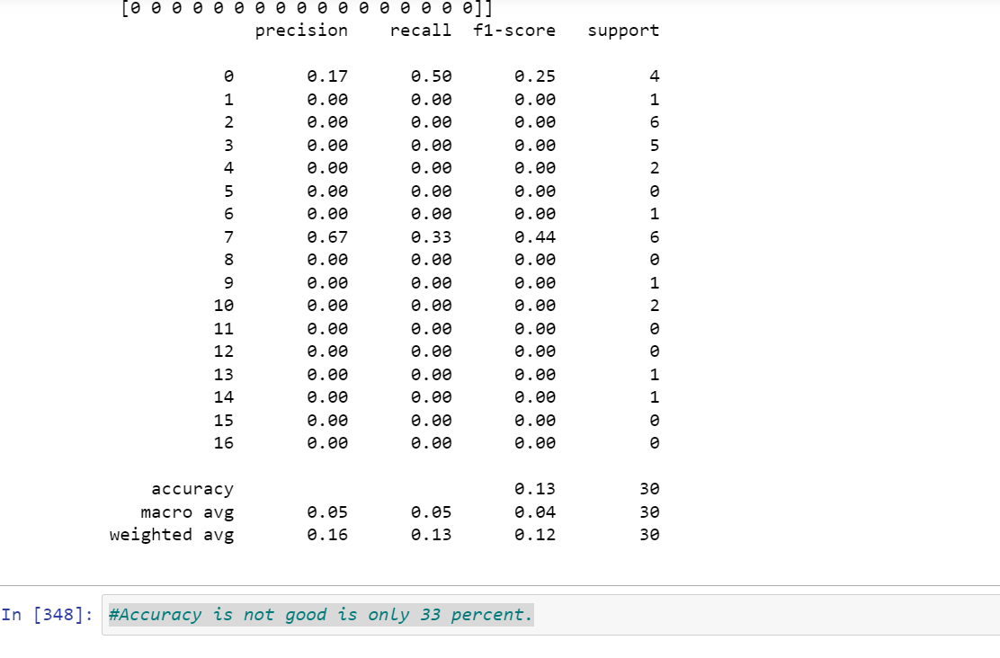 [0 0 0 0 0 0 0 0 0 0 0 0 0 0 0 0 0]]
precision recall f1-score support
0 0.17 0.50 0.25 4
1 0.00 0.00 0.00 1
2 0.00 0.00 0.00 6
3 0.00 0.00 0.00 5
4 0.00 0.00 0.00 2
5 0.00 0.00 0.00 0
6 0.00 0.00 0.00 1
7 0.67 0.33 0.44 6
8 0.00 0.00 0.00 0
9 0.00 0.00 0.00 1
10 0.00 0.00 0.00 2
11 0.00 0.00 0.00 0
12 0.00 0.00 0.00 0
13 0.00 0.00 0.00 1
14 0.00 0.00 0.00 1
15 0.00 0.00 0.00 0
16 0.00 0.00 0.00 0
accuracy 0.13 30
macro avg 0.05 0.05 0.04 30
weighted avg 0.16 0.13 0.12 30
In [348]: #Accuracy is not good is only 33 percent.